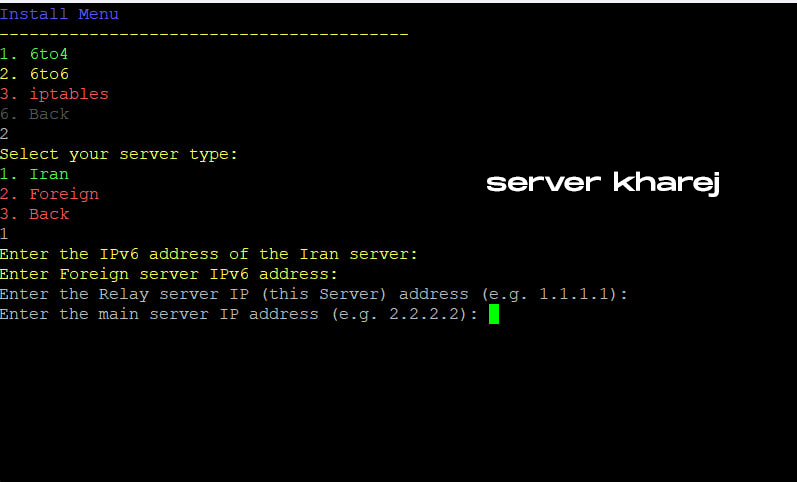 Install Menu
-----------------------------------------
1. 6to4
2. 6to6
3. iptables
6. Back
2
Select your server type:
1. Iran
server kharej
2. Foreign
3. Back
1
Enter the IPv6 address of the Iran server:
Enter Foreign server IPv6 address:
Enter the Relay server IP (this Server) address (e.g. 1.1.1.1):
Enter the main server IP address (e.g. 2.2.2.2):